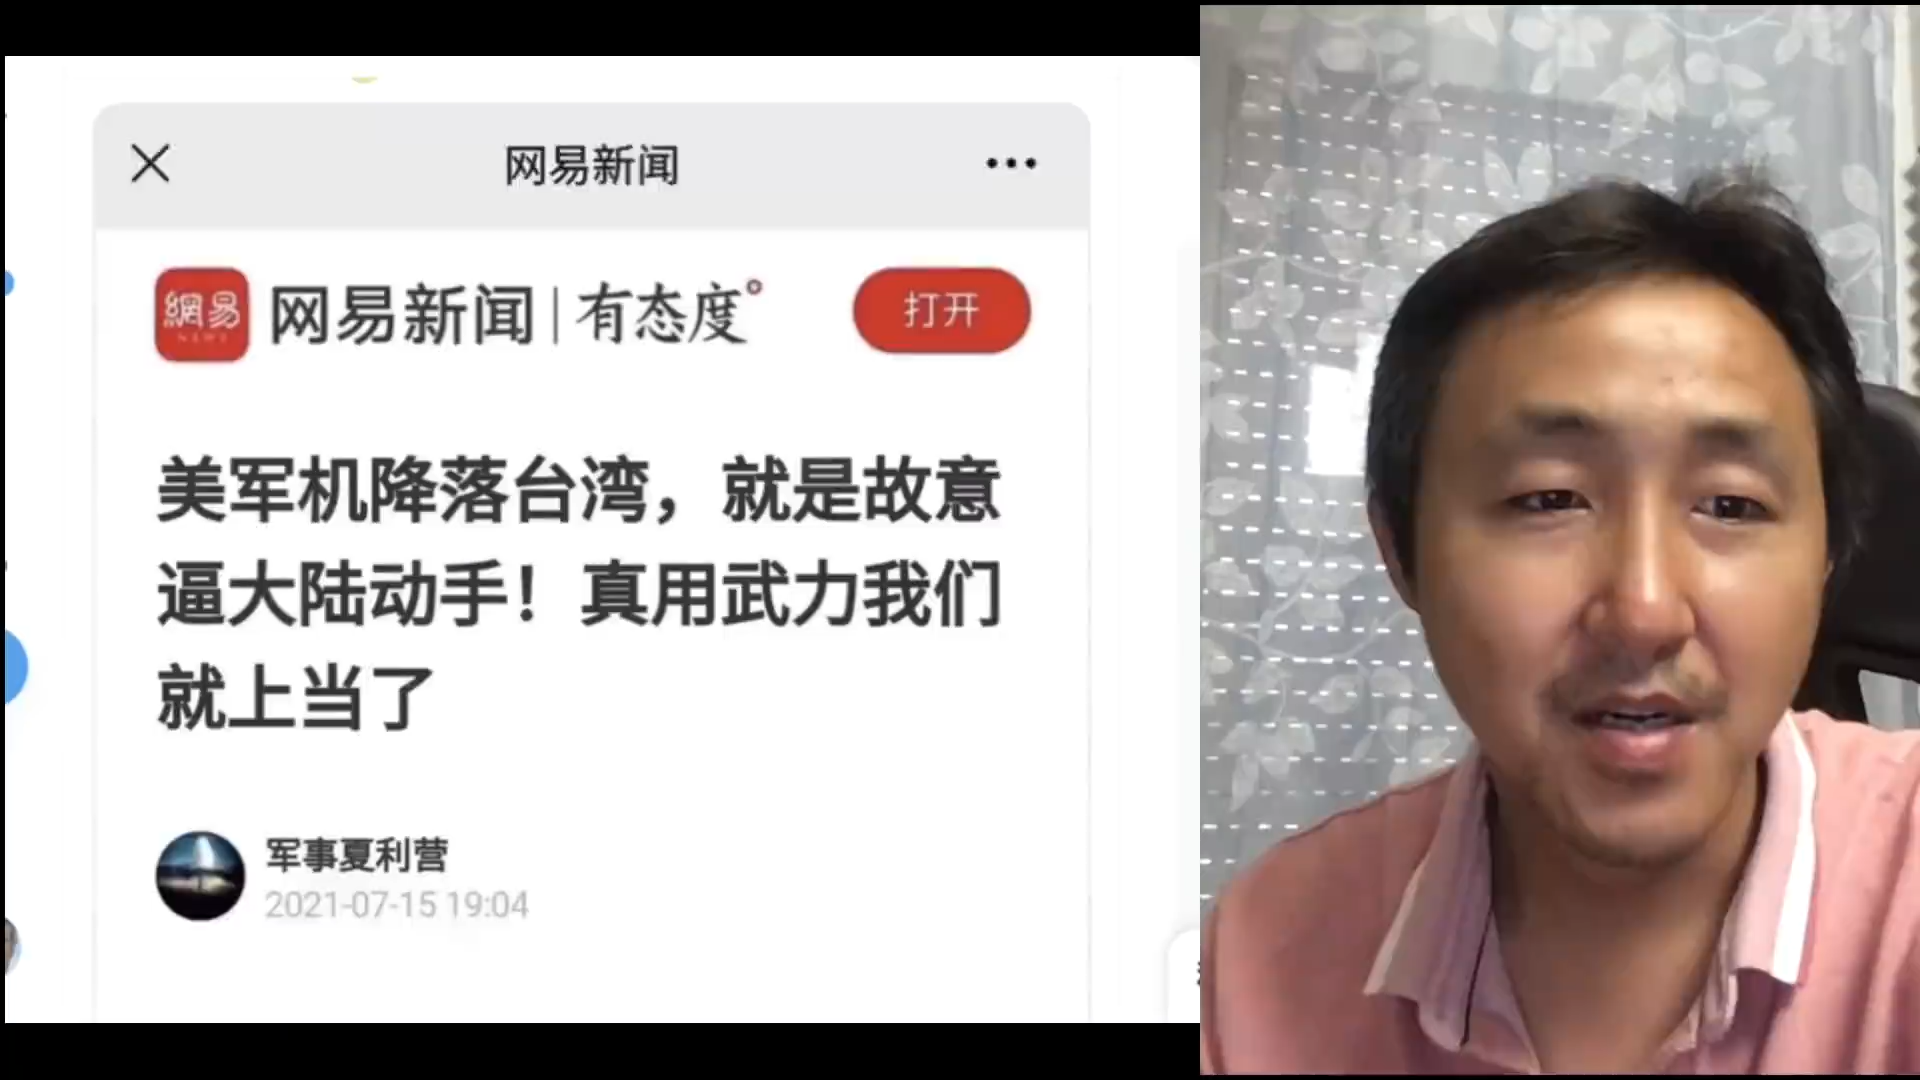 网易新闻
網易
NEWS
网易新闻|有态度°
打开
美军机降落台湾，就是故意
逼大陆动手！真用武力我们
就上当了
军事夏利营
2021-07-15 19:04